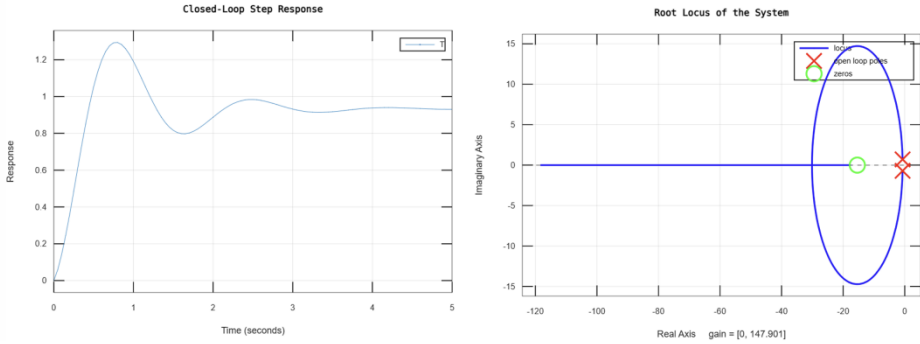 Closed-Loop Step Response
T
1.2
1
0.8
0.6
0.4
0.2
0
Response
0 1 2 3 4 5
Time (seconds)
Root Locus of the System
locus
open loop poles
zeros
15
10
5
0
-5
-10
-15
Imaginary Axis
-120 -100 -80 -60 -40 -20 0
Real Axis gain = [0, 147.901]